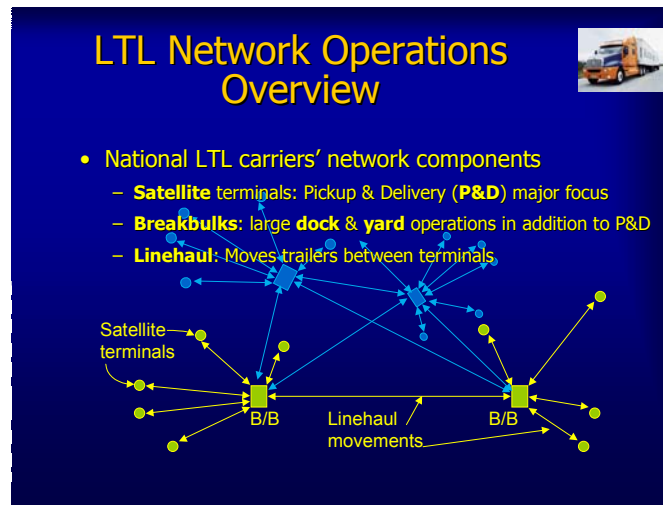 LTL Network Operations
Overview
• National LTL carriers' network components
– Satellite terminals: Pickup & Delivery (P&D) major focus
– Breakbulks: large dock & yard operations in addition to P&D
– Linehaul: Moves trailers between terminals
Satellite
terminals
B/B
Linehaul
movements
B/B